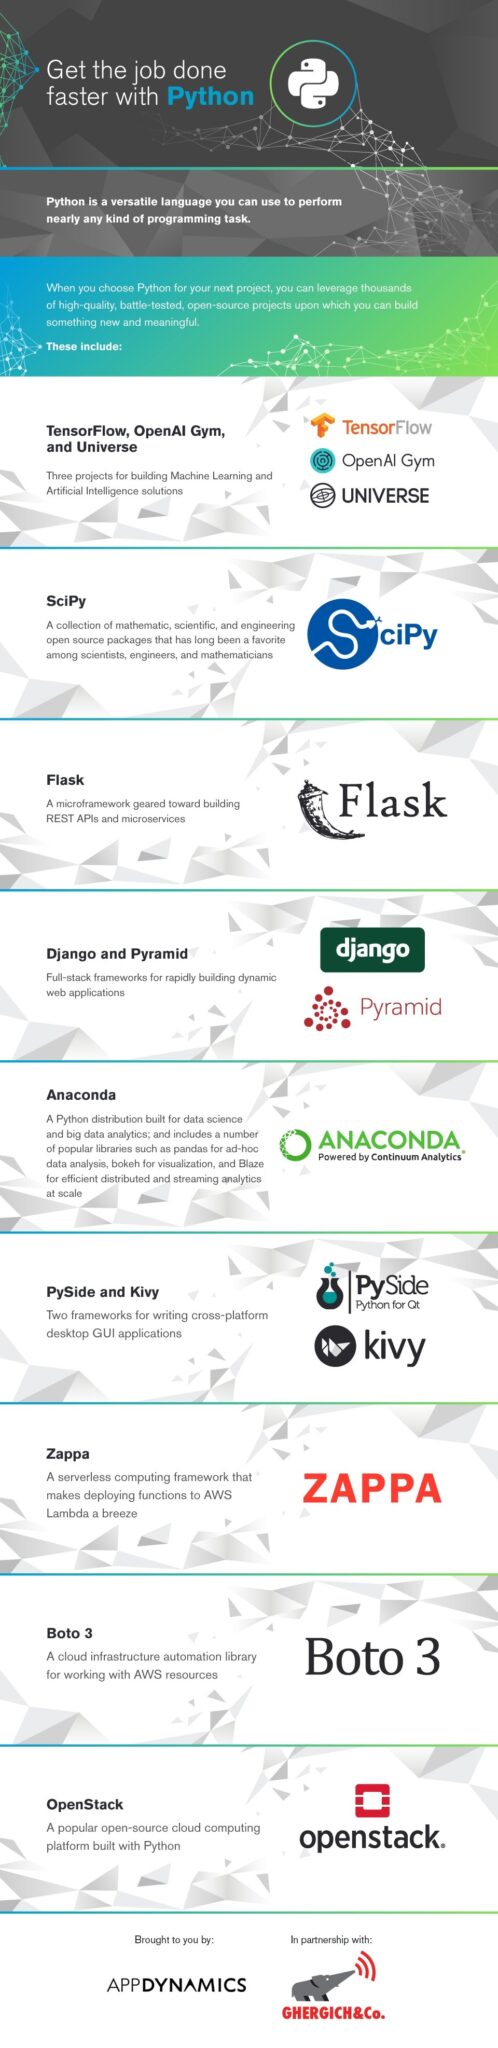 Get the job done
faster with Python
Python is a versatile language you can use to perform
nearly any kind of programming task.
When you choose Python for your next project, you can leverage thousands
of high-quality, battle-tested, open-source projects upon which you can build
something new and meaningful.
These include:
TensorFlow, OpenAI Gym,
and Universe
Three projects for building Machine Learning and
Artificial Intelligence solutions
TensorFlow
OpenAI Gym
UNIVERSE
SciPy
A collection of mathematic, scientific, and engineering
open source packages that has long been a favorite
among scientists, engineers, and mathematicians
SciPy
Flask
A microframework geared toward building
REST APIs and microservices
Flask
Django and Pyramid
Full-stack frameworks for rapidly building dynamic
web applications
django
Pyramid
Anaconda
A Python distribution built for data science
and big data analytics; and includes a number
of popular libraries such as pandas for ad-hoc
data analysis, bokeh for visualization, and Blaze
for efficient distributed and streaming analytics
at scale
ANACONDA.
Powered by Continuum Analytics
PySide and Kivy
Two frameworks for writing cross-platform
desktop GUI applications
PySide
Python for Qt
kivy
Zappa
A serverless computing framework that
makes deploying functions to AWS
Lambda a breeze
ZAPPA
Boto 3
A cloud infrastructure automation library
for working with AWS resources
Boto 3
OpenStack
A popular open-source cloud computing
platform built with Python
openstack®
Brought to you by:
APPDYNAMICS
In partnership with:
GHERGICH&Co.